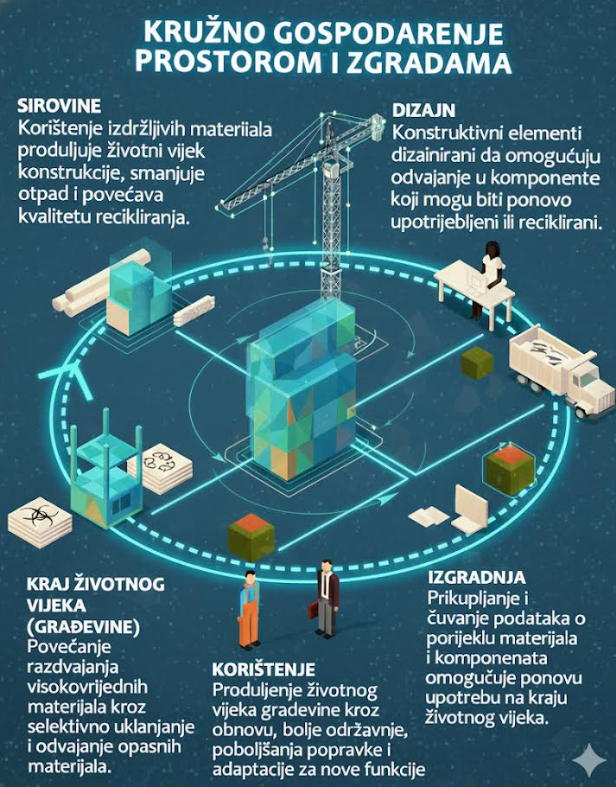 KRUŽNO GOSPODARENJE
PROSTOROM I ZGRADAMA
SIROVINE
Korištenje izdržljivih materiiala
produljuje životni vijek
konstrukcije, smanjuje
otpad i povećava
kvalitetu recikliranja.
DIZAJN
Konstruktivni elementi
dizainirani da omogućuju
odvajanje u komponente
koji mogu biti ponovo
upotrijebljeni ili reciklirani.
KRAJ ŽIVOTNOG
VIJEKA
(GRAĐEVINE)
Povećanje
razdvajanja
visokovrijednih
materijala kroz
selektivno uklanjanje
i odvajanje opasnih
materijala.
KORIŠTENJE
Produljenje životnog
vijeka gradevine kroz
obnovu, bolje održavnje,
poboljšanja popravke i
adaptacije za nove funkcije
IZGRADNJA
Prikupljanje i
čuvanje podataka o
porijeklu materijala
i komponenata
omogučuje ponovu
upotrebu na kraju
životnog vijeka.